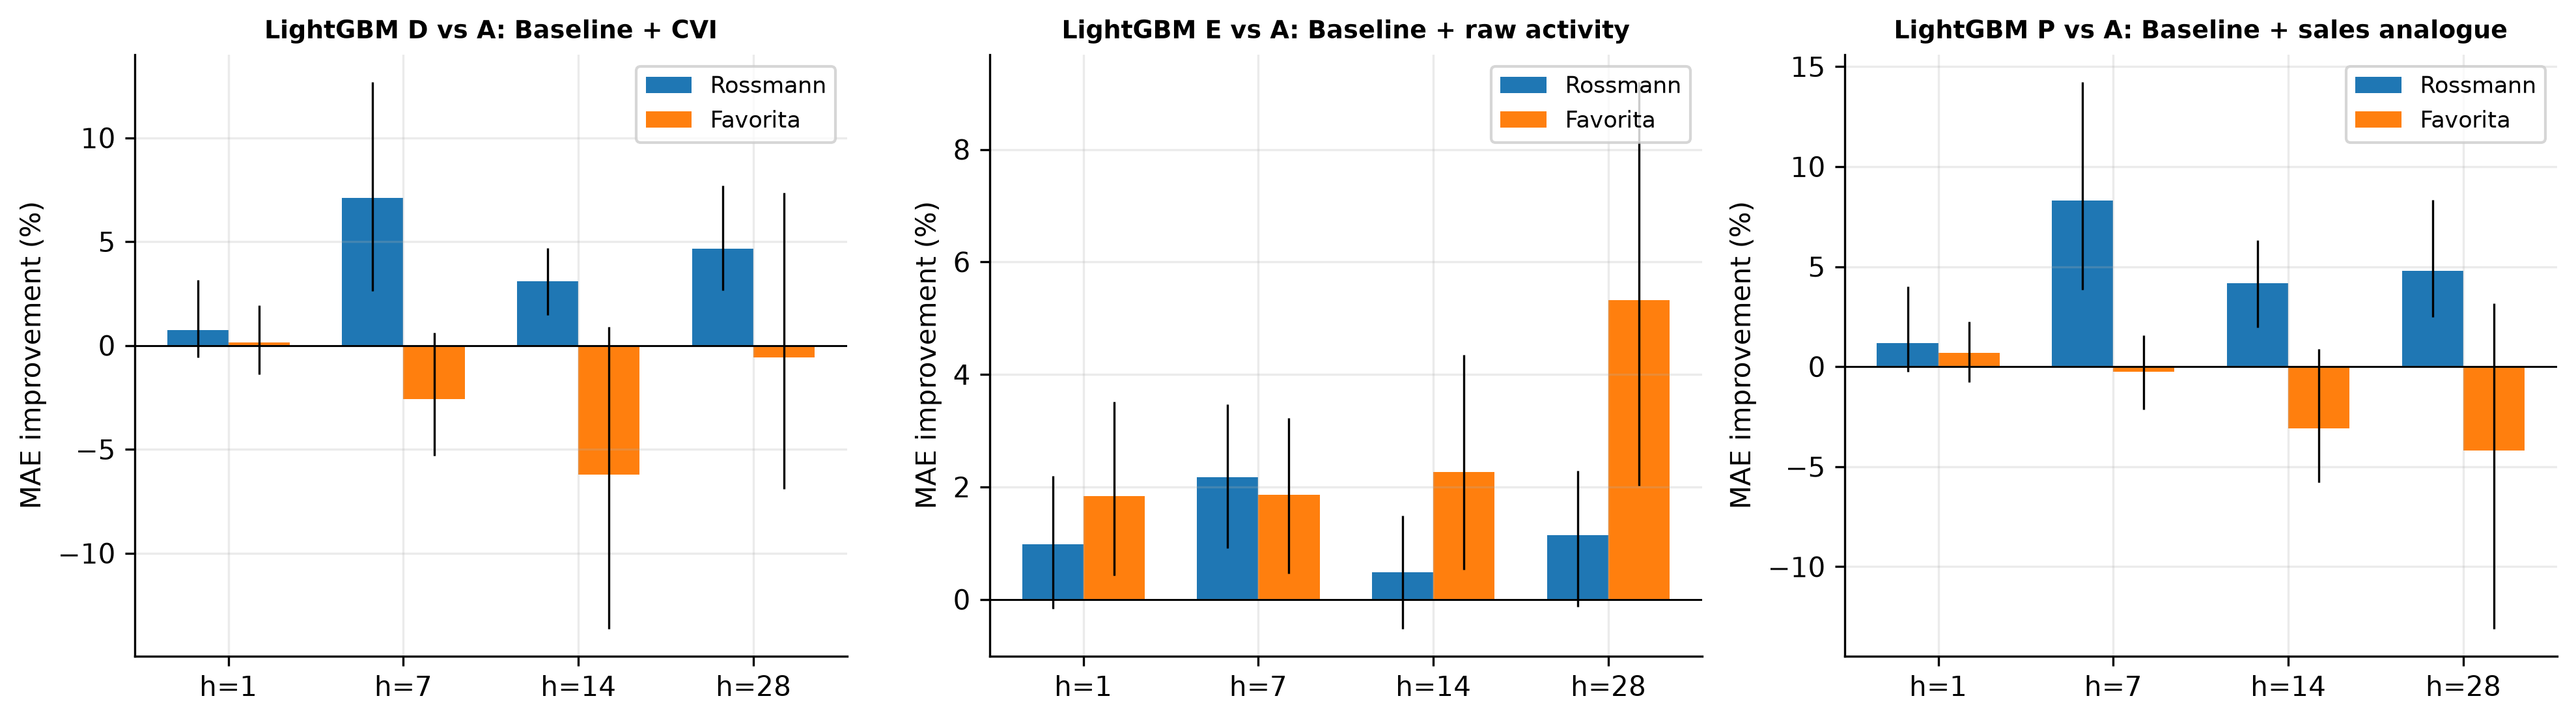 LightGBM D vs A: Baseline + CVI
MAE improvement (%)
10
5
0
−5
−10
h=1
h=7
h=14
h=28
Rossmann
Favorita
LightGBM E vs A: Baseline + raw activity
MAE improvement (%)
8
6
4
2
0
h=1
h=7
h=14
h=28
Rossmann
Favorita
LightGBM P vs A: Baseline + sales analogue
MAE improvement (%)
15
10
5
0
−5
−10
h=1
h=7
h=14
h=28
Rossmann
Favorita